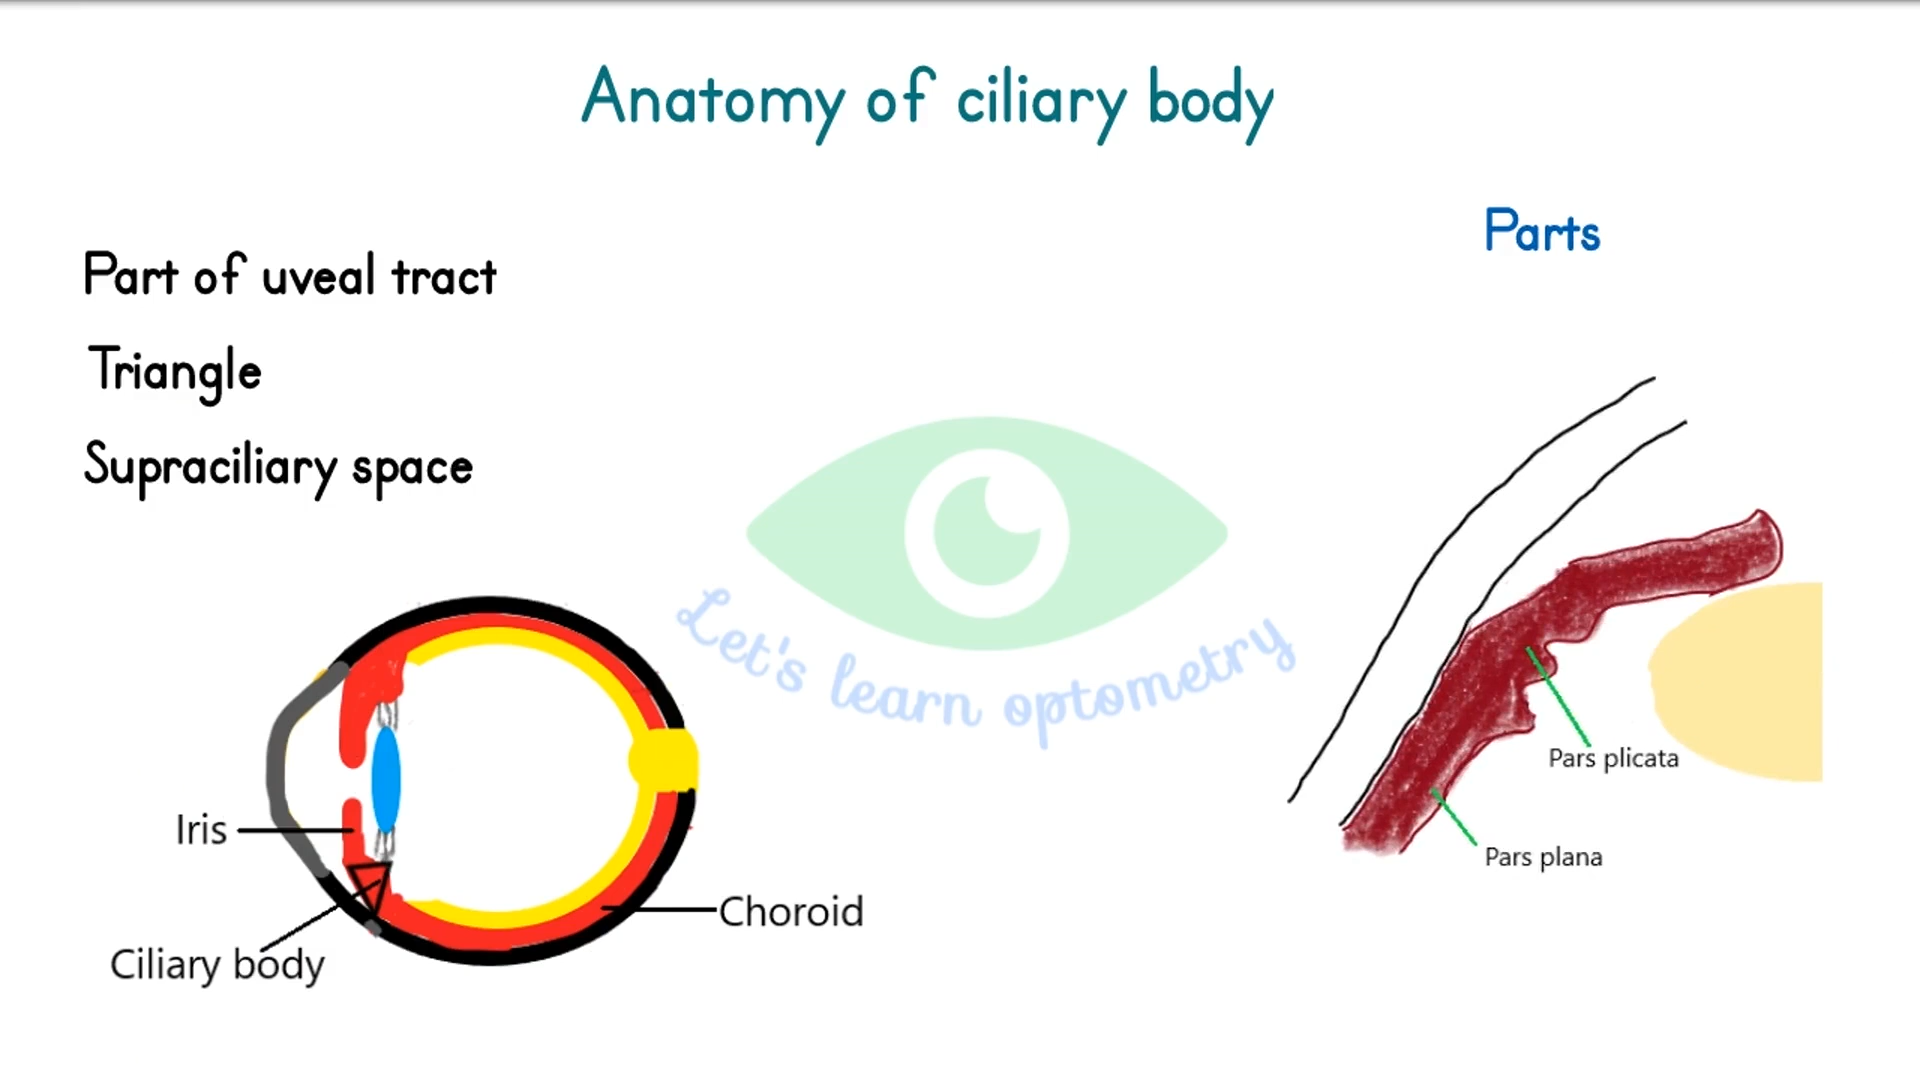 Anatomy of ciliary body
Part of uveal tract
Triangle
Supraciliary space
Iris
Ciliary body
Choroid
Let's learn optometry
Parts
Pars plicata
Pars plana